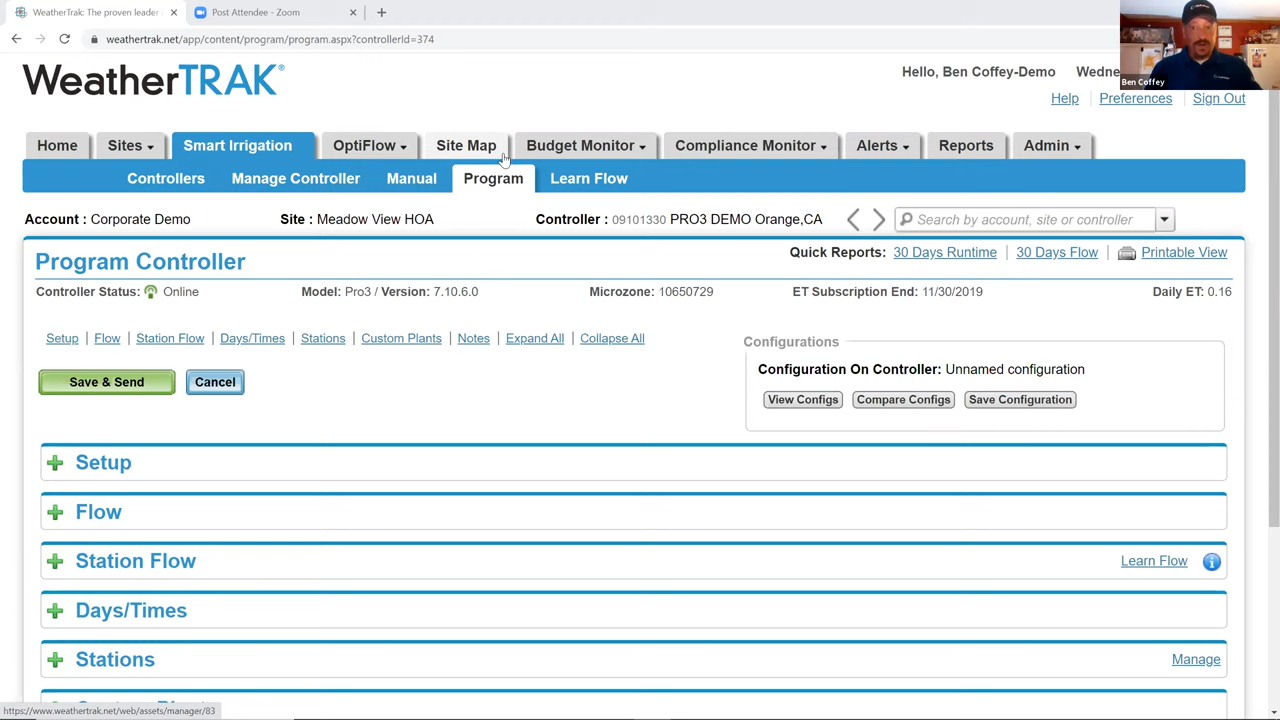 WeatherTrak: The proven leader
Post Attendee - Zoom
weathertrak.net/app/content/program/program.aspx?controllerId=374
Ben Coffey
WeatherTRAK
Hello, Ben Coffey-Demo Wedne
Help Preferences Sign Out
Home Sites Smart Irrigation OptiFlow Site Map Budget Monitor Compliance Monitor Alerts Reports Admin
Controllers Manage Controller Manual Program Learn Flow
Account : Corporate Demo Site : Meadow View HOA Controller : 09101330 PRO3 DEMO Orange,CA Search by account, site or controller
Quick Reports: 30 Days Runtime 30 Days Flow Printable View
Program Controller
Controller Status: Online Model: Pro3 / Version: 7.10.6.0 Microzone: 10650729 ET Subscription End: 11/30/2019 Daily ET: 0.16
Setup | Flow | Station Flow | Days/Times | Stations | Custom Plants | Notes | Expand All | Collapse All
Configurations
Configuration On Controller: Unnamed configuration
Save & Send Cancel
View Configs Compare Configs Save Configuration
Setup
Flow
Station Flow Learn Flow
Days/Times
Stations Manage
https://www.weathertrak.net/web/assets/manager/83